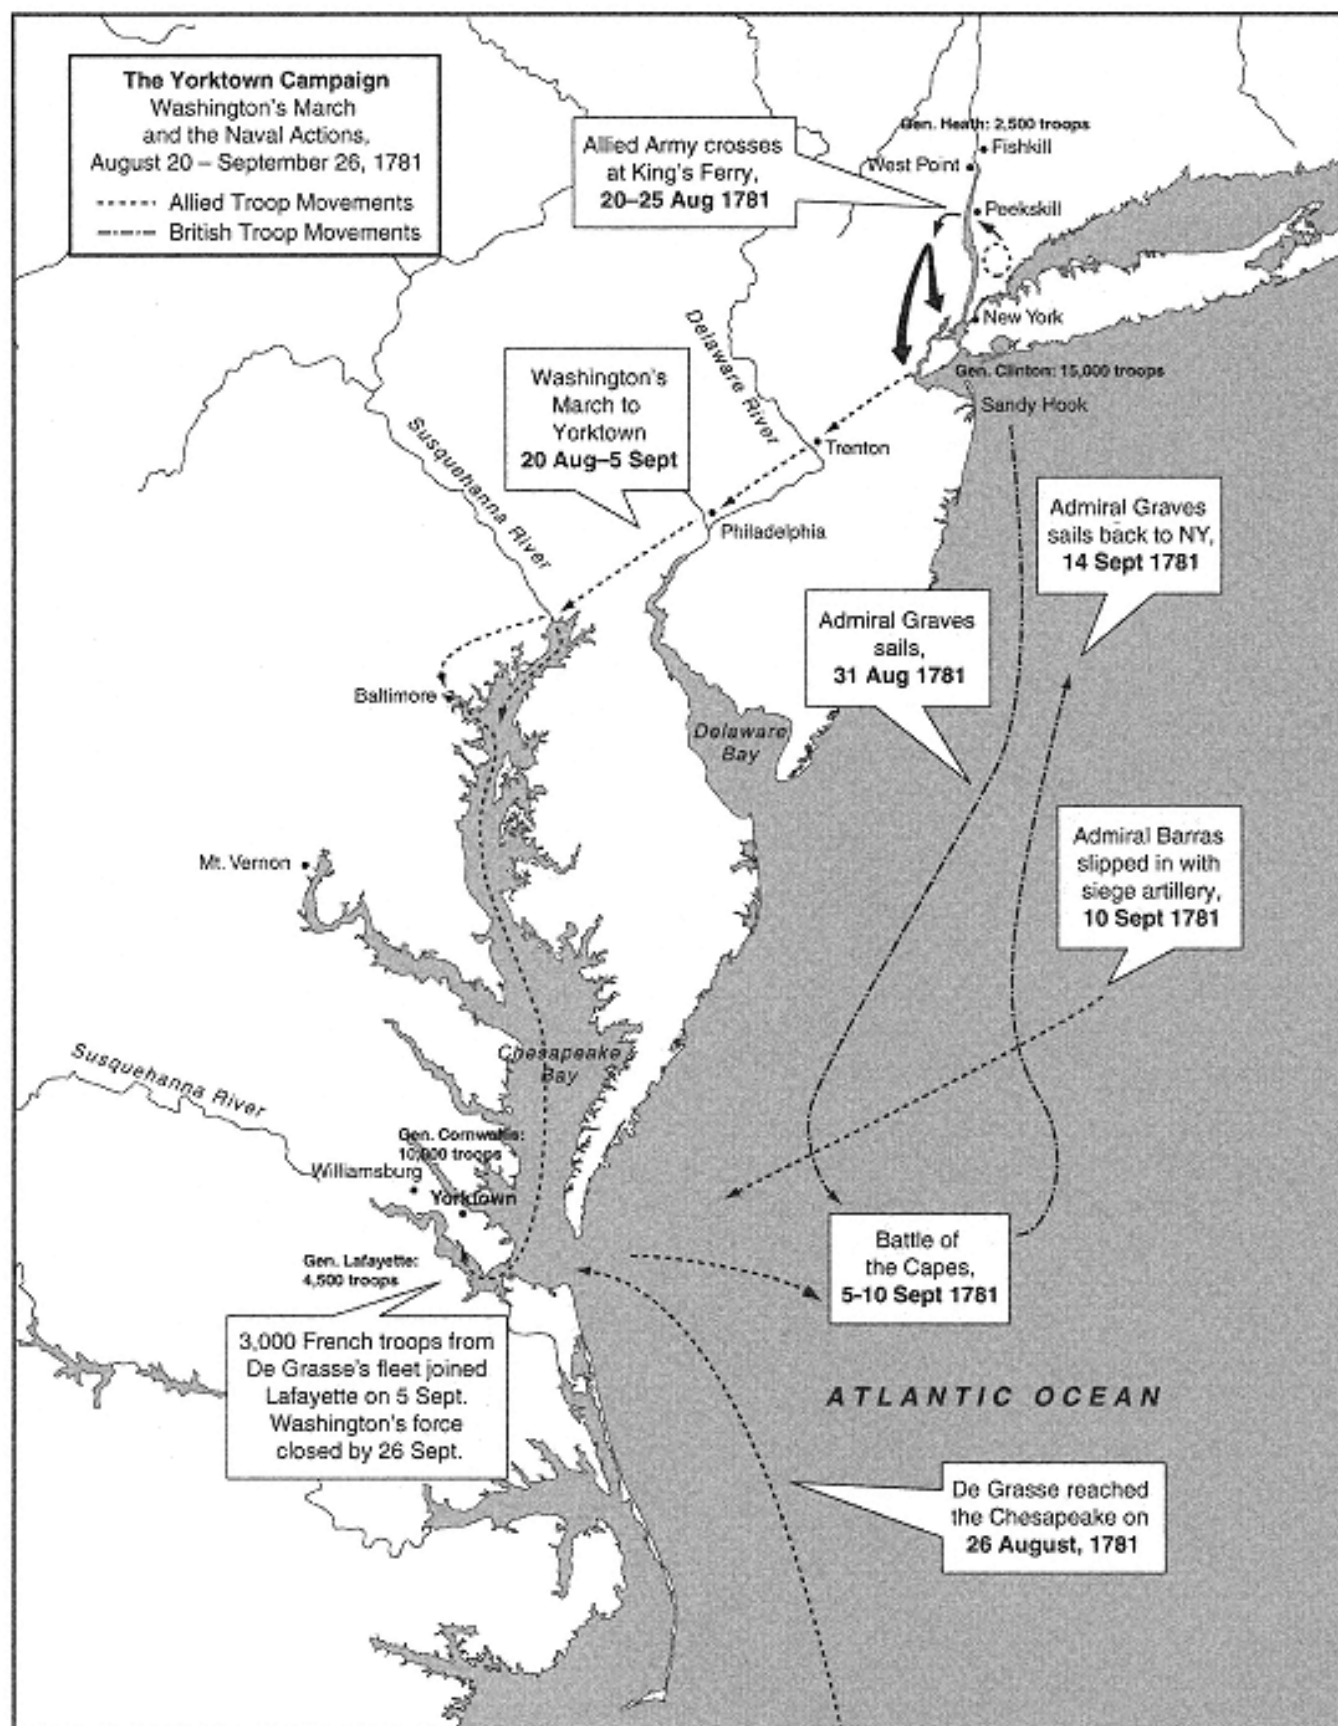 The Yorktown Campaign
Washington's March
and the Naval Actions,
August 20 – September 26, 1781
Allied Troop Movements
British Troop Movements
Allied Army crosses
at King's Ferry,
20–25 Aug 1781
Gen. Heath: 2,500 troops
Fishkill
West Point
Peekskill
New York
Gen. Clinton: 15,000 troops
Sandy Hook
Delaware River
Washington's
March to
Yorktown
20 Aug–5 Sept
Susquehanna River
Trenton
Philadelphia
Admiral Graves
sails back to NY,
14 Sept 1781
Admiral Graves
sails,
31 Aug 1781
Baltimore
Delaware
Bay
Admiral Barras
slipped in with
siege artillery,
10 Sept 1781
Mt. Vernon
Chesapeake
Bay
Susquehanna River
Gen. Cornwallis:
10,000 troops
Williamsburg
Yorktown
Gen. Lafayette:
4,500 troops
Battle of
the Capes,
5-10 Sept 1781
3,000 French troops from
De Grasse's fleet joined
Lafayette on 5 Sept.
Washington's force
closed by 26 Sept.
ATLANTIC OCEAN
De Grasse reached
the Chesapeake on
26 August, 1781